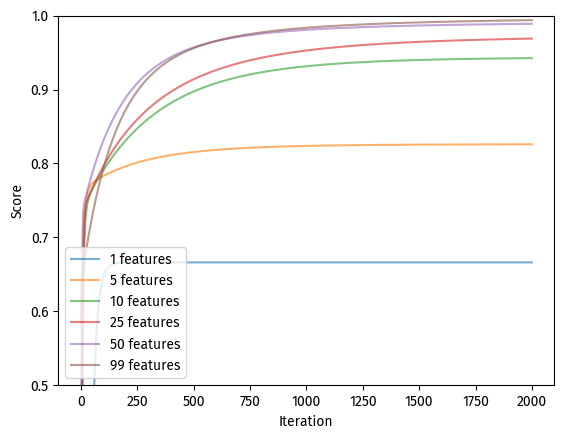 1.0
0.9
0.8
0.7
0.6
0.5
Score
1 features
5 features
10 features
25 features
50 features
99 features
0 250 500 750 1000 1250 1500 1750 2000
Iteration